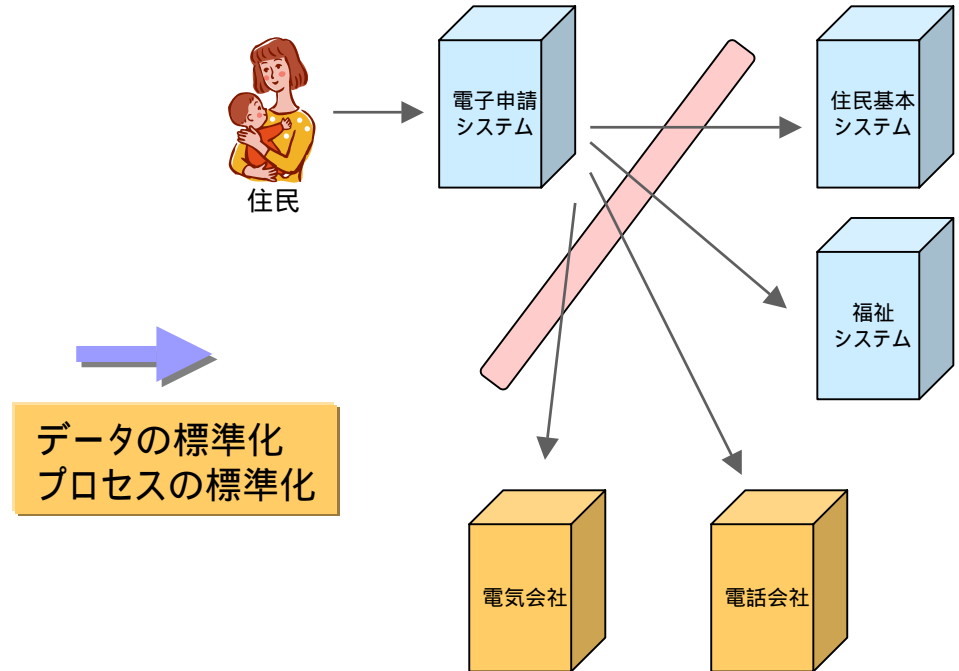 電子申請
システム
住民基本
システム
住民
福祉
システム
データの標準化
プロセスの標準化
電気会社
電話会社